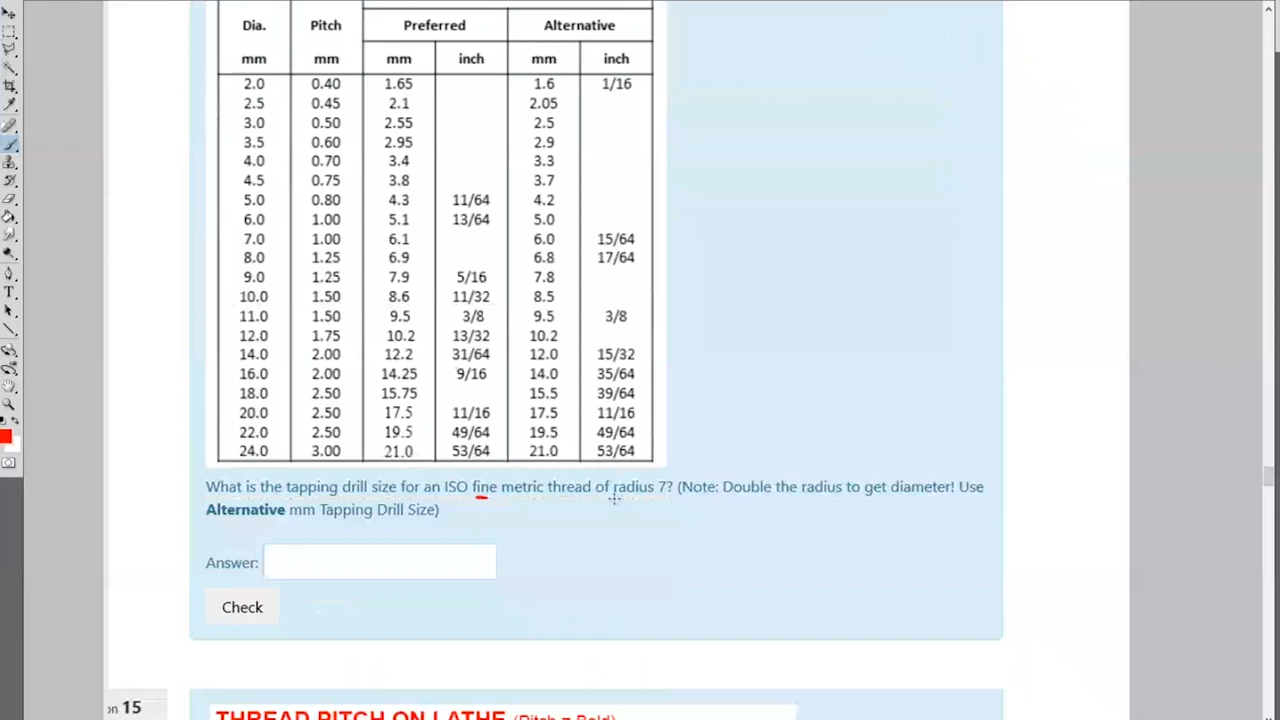 Preferred Alternative
Dia. Pitch
mm mm mm inch mm inch
2.0 0.40 1.65 1.6 1/16
2.5 0.45 2.1 2.05
3.0 0.50 2.55 2.5
3.5 0.60 2.95 2.9
4.0 0.70 3.4 3.3
4.5 0.75 3.8 3.7
5.0 0.80 4.3 11/64 4.2
6.0 1.00 5.1 13/64 5.0
7.0 1.00 6.1 6.0 15/64
8.0 1.25 6.9 6.8 17/64
9.0 1.25 7.9 5/16 7.8
10.0 1.50 8.6 11/32 8.5
11.0 1.50 9.5 3/8 9.5 3/8
12.0 1.75 10.2 13/32 10.2
14.0 2.00 12.2 31/64 12.0 15/32
16.0 2.00 14.25 9/16 14.0 35/64
18.0 2.50 15.75 15.5 39/64
20.0 2.50 17.5 11/16 17.5 11/16
22.0 2.50 19.5 49/64 19.5 49/64
24.0 3.00 21.0 53/64 21.0 53/64
What is the tapping drill size for an ISO fine metric thread of radius 7? (Note: Double the radius to get diameter! Use
Alternative mm Tapping Drill Size)
Answer:
Check
on 15
THREAD PITCH ON LATHE (Pitch = Bold)